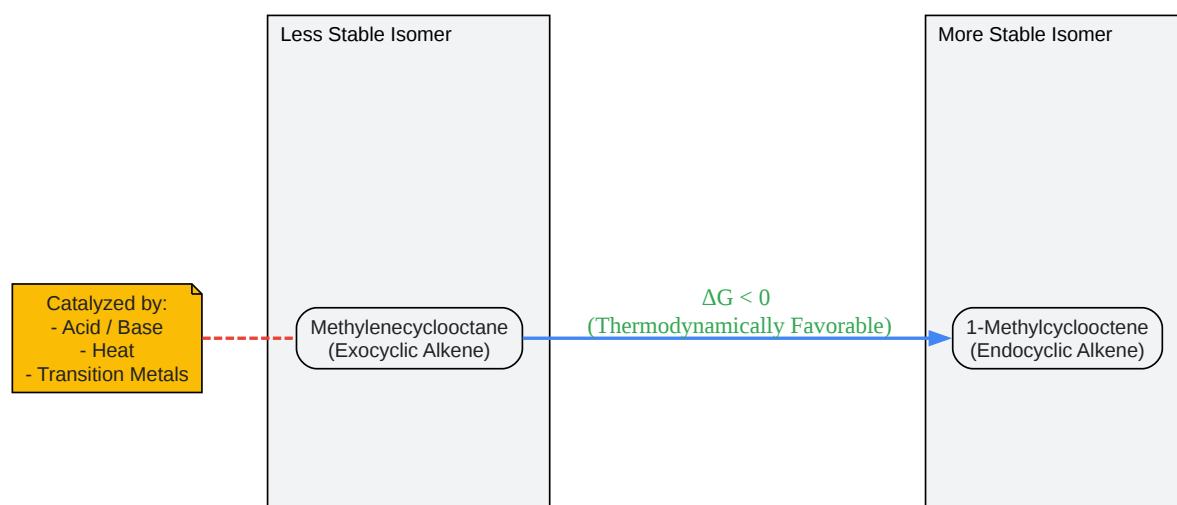 Less Stable Isomer
More Stable Isomer
Catalyzed by:
- Acid / Base
- Heat
- Transition Metals
Methylenecyclooctane
(Exocyclic Alkene)
ΔG < 0
(Thermodynamically Favorable)
1-Methylcyclooctene
(Endocyclic Alkene)